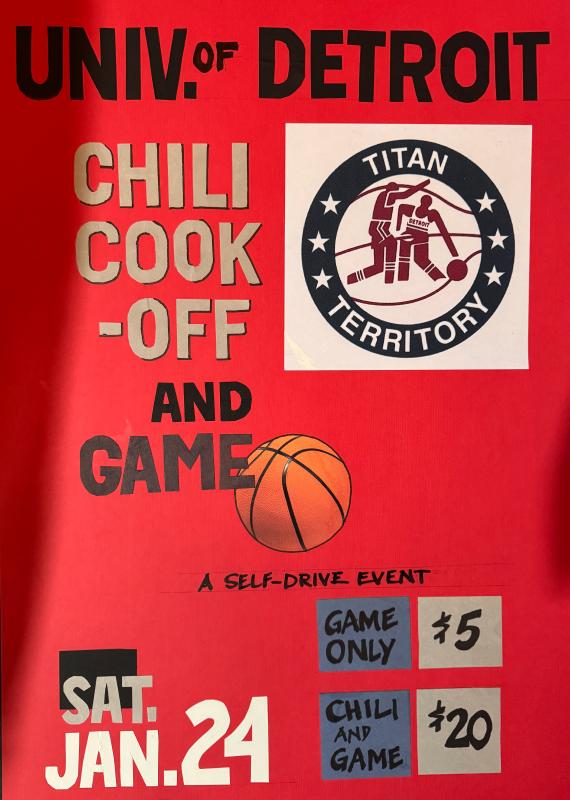 UNIV. OF DETROIT
CHILI
COOK
-OFF
AND
GAME
TITAN
DETROIT
TERRITORY
A SELF-DRIVE EVENT
GAME
ONLY
$5
CHILI
AND
GAME
$20
SAT.
JAN. 24